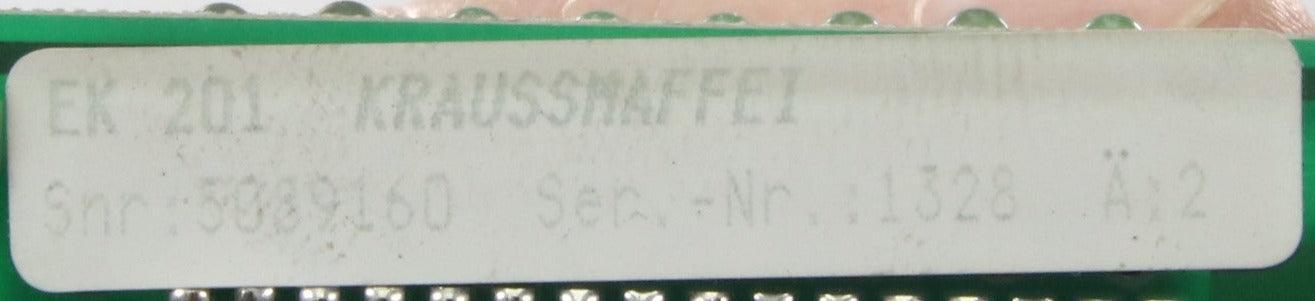 EK 201 KRAUSSMAFFEI
Snr:5089160 Ser.-Nr.:1328 Ä:2